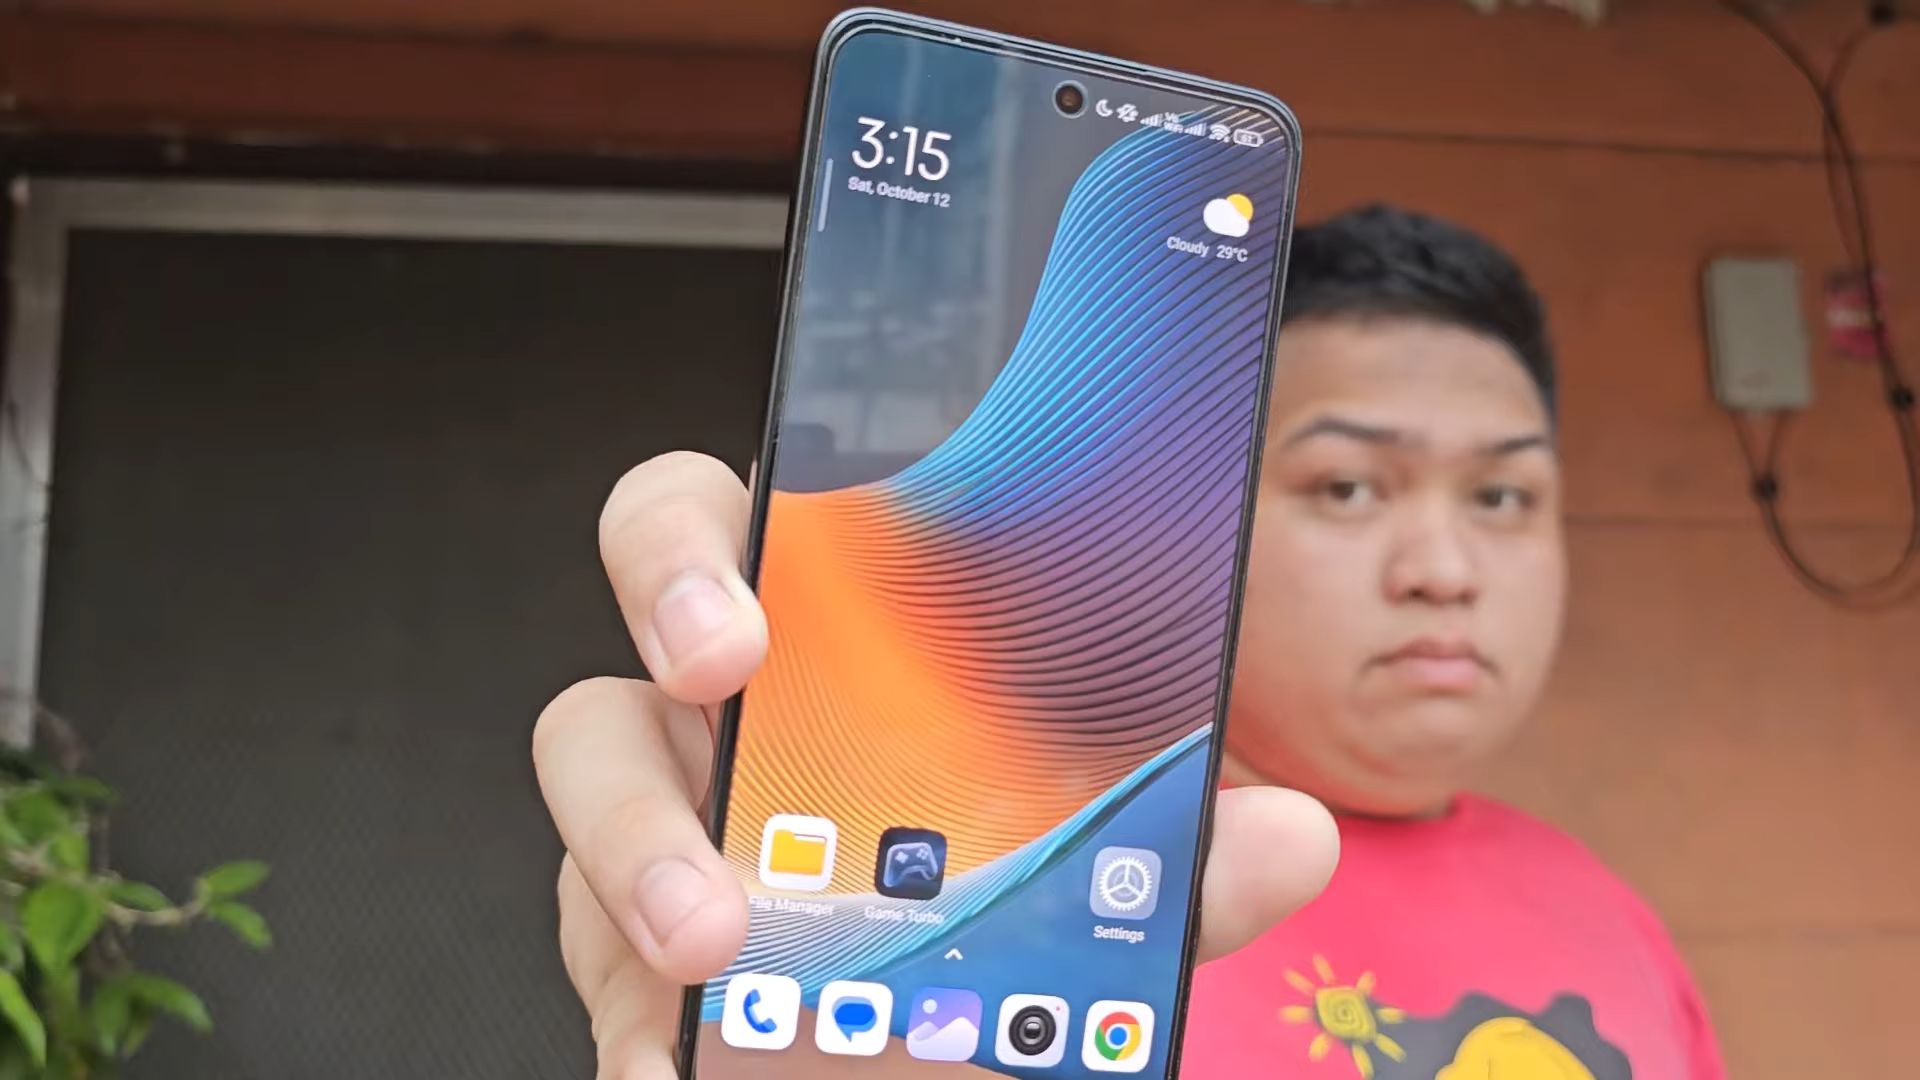 3:15
Sat, October 12
Cloudy 29°C
File Manager
Game Turbo
Settings